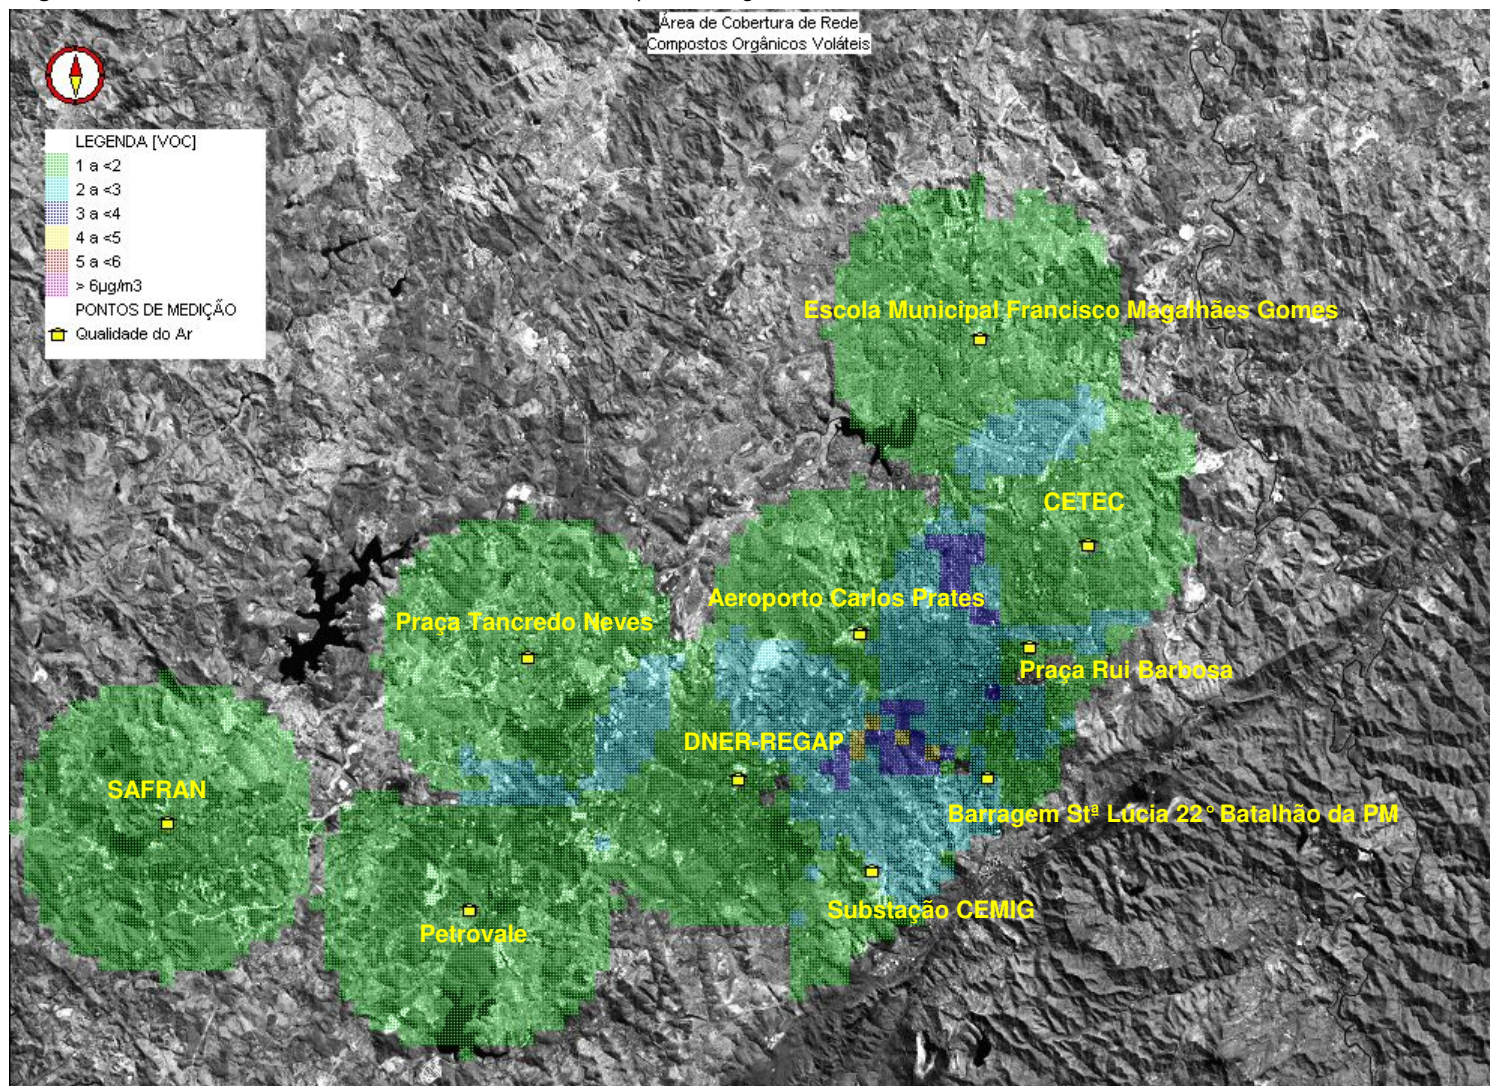 Área de Cobertura de Rede
Compostos Orgânicos Voláteis
LEGENDA [VOC]
1 a <2
2 a <3
3 a <4
4 a <5
5 a <6
> 6µg/m3
PONTOS DE MEDIÇÃO
Qualidade do Ar
Escola Municipal Francisco Magalhães Gomes
CETEC
Aeroporto Carlos Prates
Praça Tancredo Neves
Praça Rui Barbosa
DNER-REGAP
SAFRAN
Barragem Stª Lúcia 22° Batalhão da PM
Substação CEMIG
Petrovale